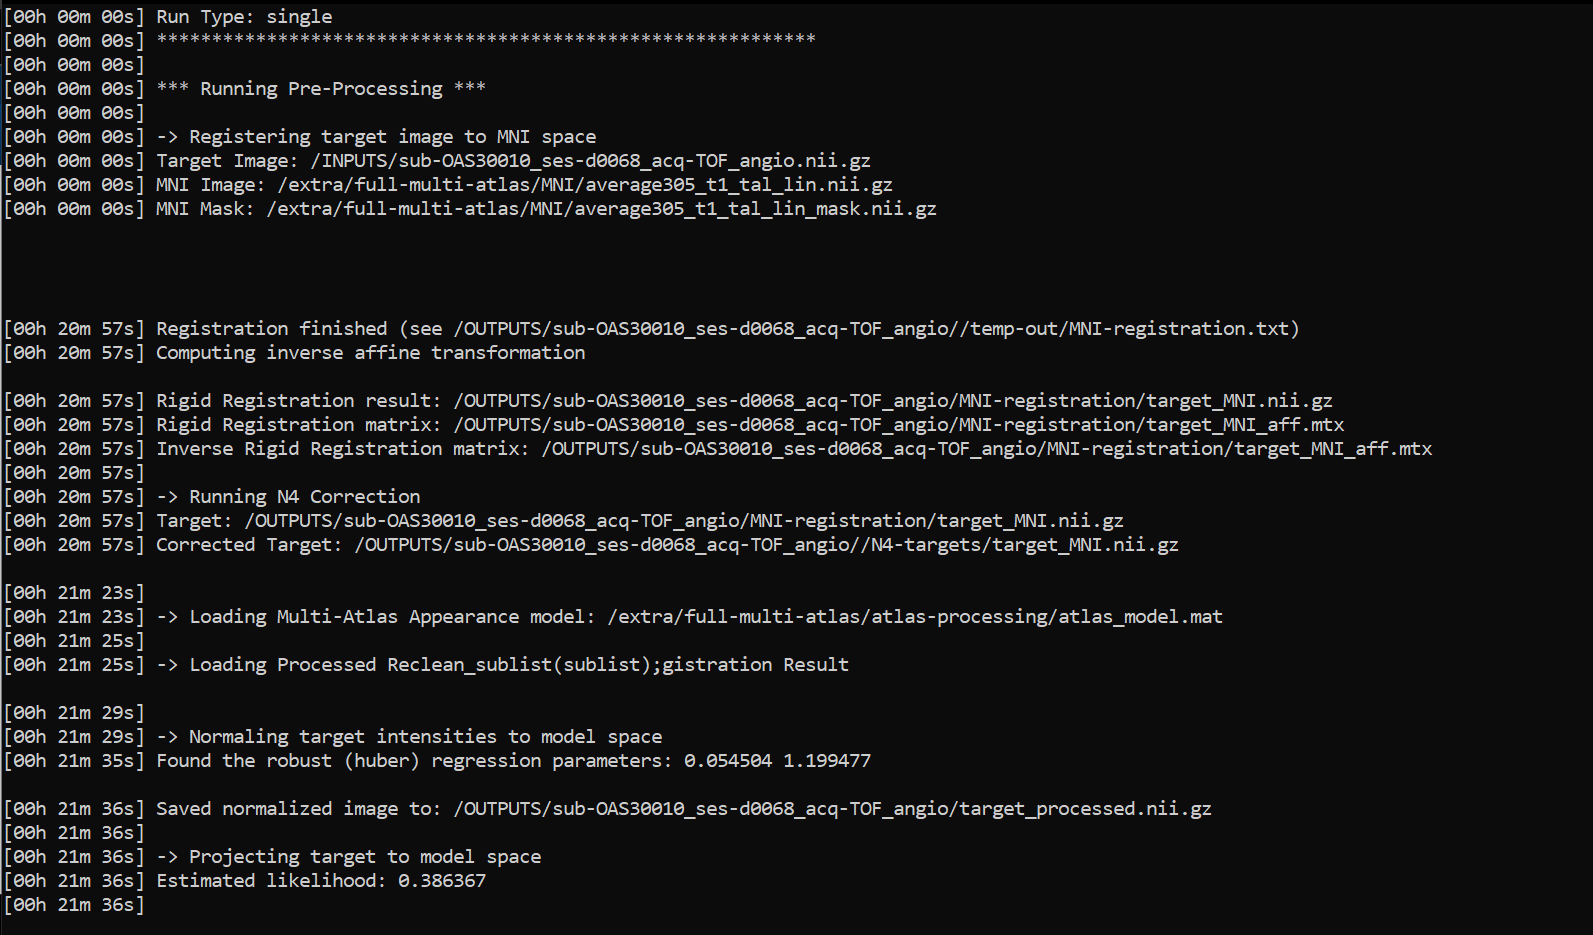 [00h 00m 00s] Run Type: single
[00h 00m 00s] ************************************************************
[00h 00m 00s]
[00h 00m 00s] *** Running Pre-Processing ***
[00h 00m 00s]
[00h 00m 00s] -> Registering target image to MNI space
[00h 00m 00s] Target Image: /INPUTS/sub-OAS30010_ses-d0068_acq-TOF_angio.nii.gz
[00h 00m 00s] MNI Image: /extra/full-multi-atlas/MNI/average305_t1_tal_lin.nii.gz
[00h 00m 00s] MNI Mask: /extra/full-multi-atlas/MNI/average305_t1_tal_lin_mask.nii.gz
[00h 20m 57s] Registration finished (see /OUTPUTS/sub-OAS30010_ses-d0068_acq-TOF_angio//temp-out/MNI-registration.txt)
[00h 20m 57s] Computing inverse affine transformation
[00h 20m 57s] Rigid Registration result: /OUTPUTS/sub-OAS30010_ses-d0068_acq-TOF_angio/MNI-registration/target_MNI.nii.gz
[00h 20m 57s] Rigid Registration matrix: /OUTPUTS/sub-OAS30010_ses-d0068_acq-TOF_angio/MNI-registration/target_MNI_aff.mtx
[00h 20m 57s] Inverse Rigid Registration matrix: /OUTPUTS/sub-OAS30010_ses-d0068_acq-TOF_angio/MNI-registration/target_MNI_aff.mtx
[00h 20m 57s]
[00h 20m 57s] -> Running N4 Correction
[00h 20m 57s] Target: /OUTPUTS/sub-OAS30010_ses-d0068_acq-TOF_angio/MNI-registration/target_MNI.nii.gz
[00h 20m 57s] Corrected Target: /OUTPUTS/sub-OAS30010_ses-d0068_acq-TOF_angio//N4-targets/target_MNI.nii.gz
[00h 21m 23s]
[00h 21m 23s] -> Loading Multi-Atlas Appearance model: /extra/full-multi-atlas/atlas-processing/atlas_model.mat
[00h 21m 25s]
[00h 21m 25s] -> Loading Processed Reclean_sublist(sublist);gistration Result
[00h 21m 29s]
[00h 21m 29s] -> Normaling target intensities to model space
[00h 21m 35s] Found the robust (huber) regression parameters: 0.054504 1.199477
[00h 21m 36s] Saved normalized image to: /OUTPUTS/sub-OAS30010_ses-d0068_acq-TOF_angio/target_processed.nii.gz
[00h 21m 36s]
[00h 21m 36s] -> Projecting target to model space
[00h 21m 36s] Estimated likelihood: 0.386367
[00h 21m 36s]